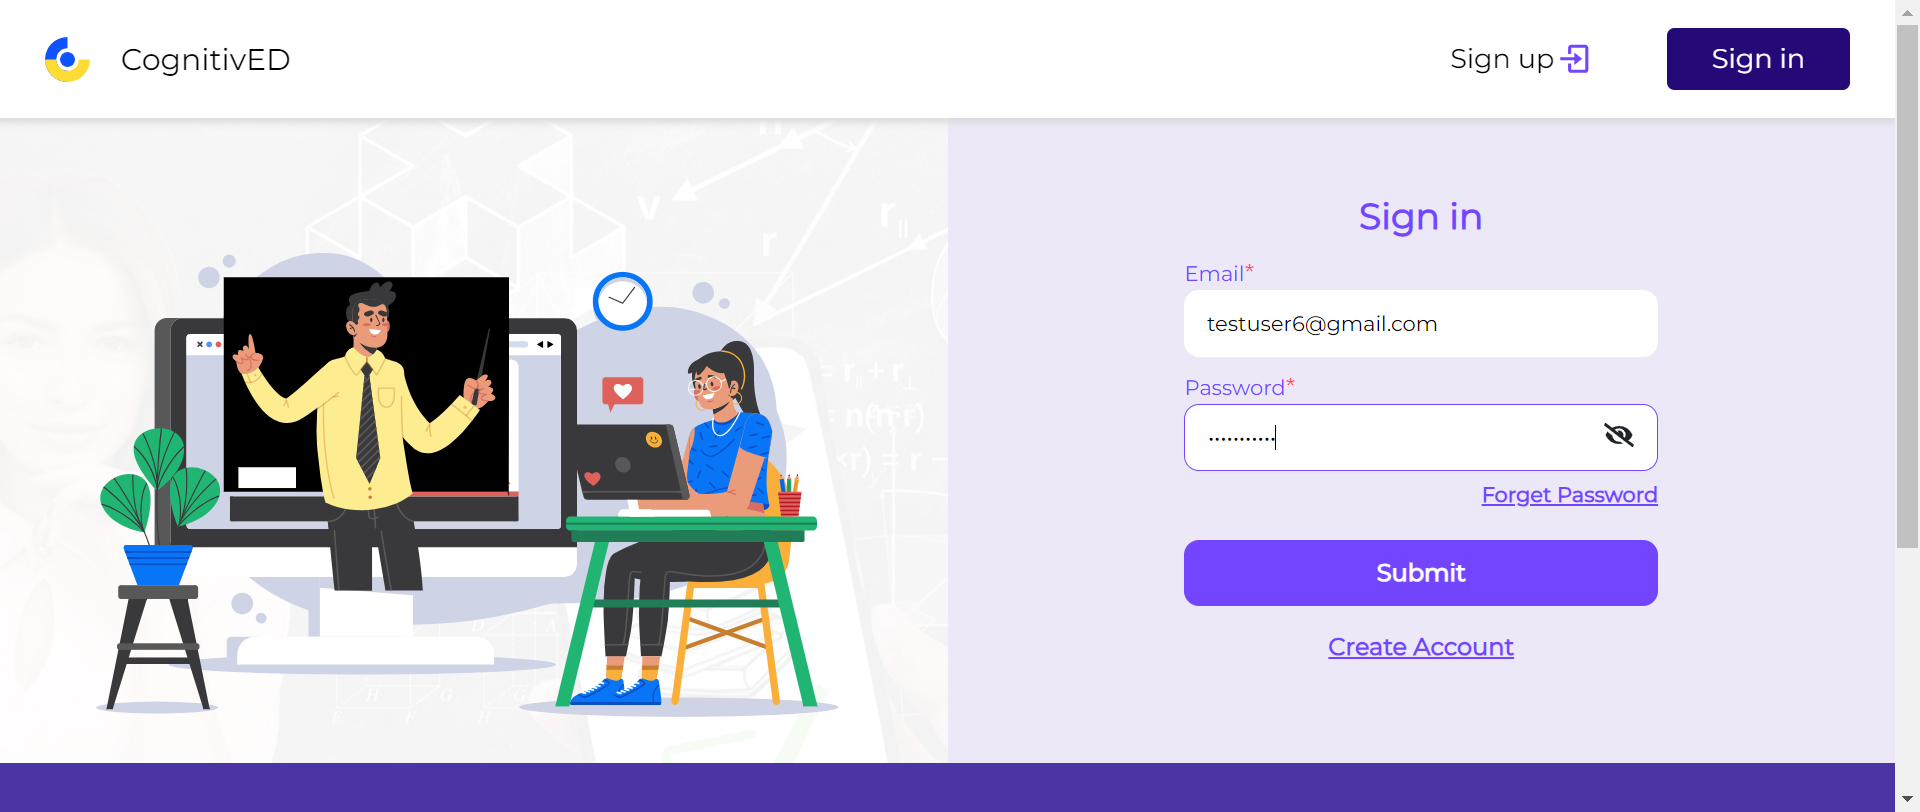 CognitivED
Sign up
Sign in
Sign in
Email*
testuser6@gmail.com
Password*
•••••••••••
Forget Password
Submit
Create Account